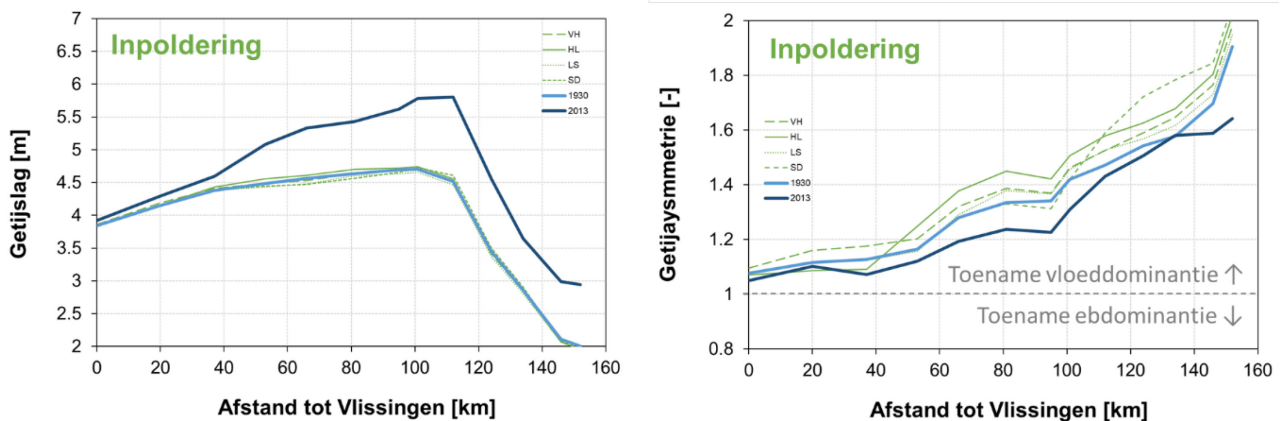 Inpoldering
VH
HL
LS
SD
1930
2013
7
6.5
6
5.5
5
4.5
4
3.5
3
2.5
2
Getijslag [m]
0 20 40 60 80 100 120 140 160
Afstand tot Vlissingen [km]
Inpoldering
VH
HL
LS
SD
1930
2013
2
1.8
1.6
1.4
1.2
1
0.8
Getijaysmmetrie [-]
Toename vloeddominantie ↑
Toename ebdominantie ↓
0 20 40 60 80 100 120 140 160
Afstand tot Vlissingen [km]